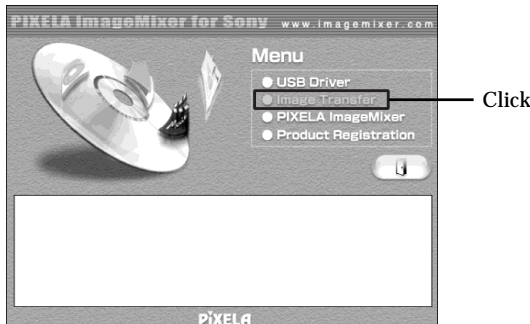 PIXELA ImageMixer for Sony www.imagemixer.com
Menu
USB Driver
Image Transfer
Click
PIXELA ImageMixer
Product Registration
PIXELA